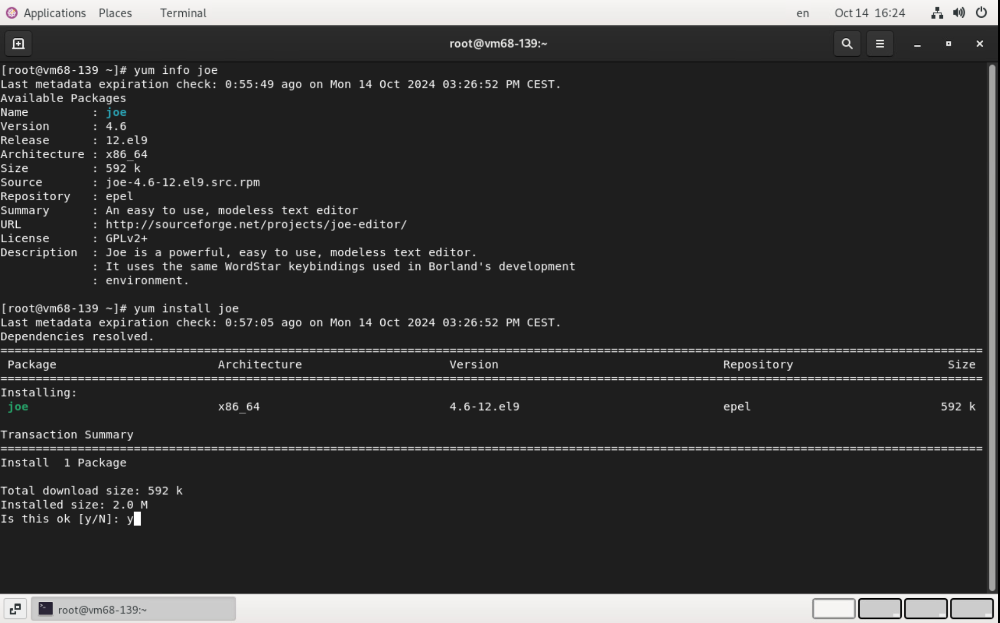 Applications Places Terminal en Oct 14 16:24
root@vm68-139:~
[root@vm68-139 ~]# yum info joe
Last metadata expiration check: 0:55:49 ago on Mon 14 Oct 2024 03:26:52 PM CEST.
Available Packages
Name         : joe
Version      : 4.6
Release      : 12.el9
Architecture : x86_64
Size         : 592 k
Source       : joe-4.6-12.el9.src.rpm
Repository   : epel
Summary      : An easy to use, modeless text editor
URL          : http://sourceforge.net/projects/joe-editor/
License      : GPLv2+
Description  : Joe is a powerful, easy to use, modeless text editor.
             : It uses the same WordStar keybindings used in Borland's development
             : environment.
[root@vm68-139 ~]# yum install joe
Last metadata expiration check: 0:57:05 ago on Mon 14 Oct 2024 03:26:52 PM CEST.
Dependencies resolved.
================================================================================
 Package Architecture Version Repository Size
================================================================================
Installing:
 joe x86_64 4.6-12.el9 epel 592 k
Transaction Summary
================================================================================
Install  1 Package
Total download size: 592 k
Installed size: 2.0 M
Is this ok [y/N]: y
root@vm68-139:~